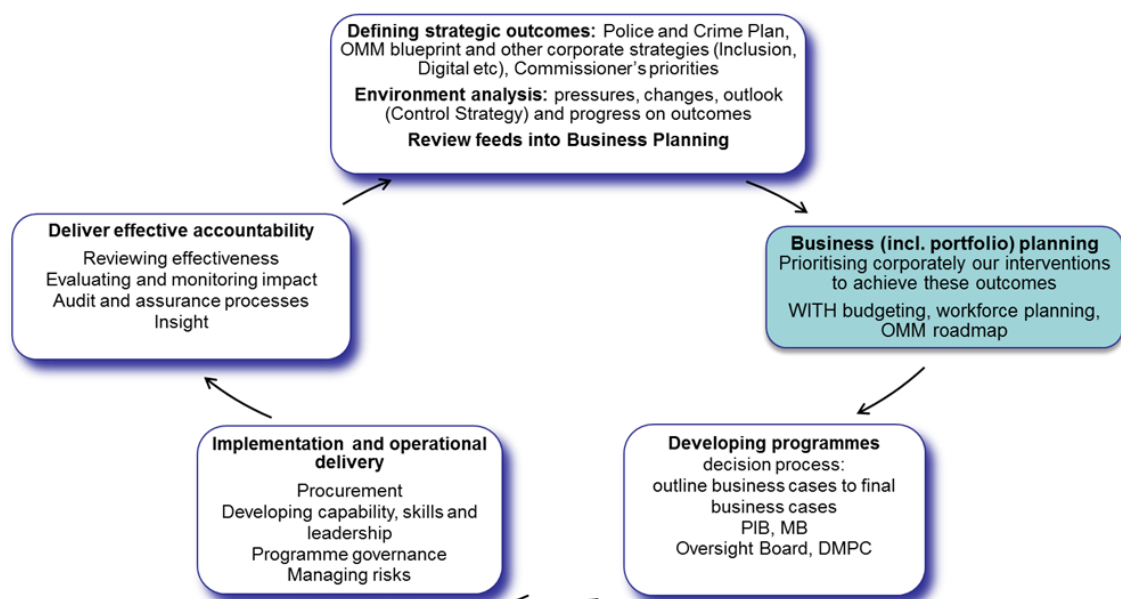 Defining strategic outcomes: Police and Crime Plan,
OMM blueprint and other corporate strategies (Inclusion,
Digital etc), Commissioner's priorities
Environment analysis: pressures, changes, outlook
(Control Strategy) and progress on outcomes
Review feeds into Business Planning
Business (incl. portfolio) planning
Prioritising corporately our interventions
to achieve these outcomes
WITH budgeting, workforce planning,
OMM roadmap
Developing programmes
decision process:
outline business cases to final
business cases
PIB, MB
Oversight Board, DMPC
Implementation and operational
delivery
Procurement
Developing capability, skills and
leadership
Programme governance
Managing risks
Deliver effective accountability
Reviewing effectiveness
Evaluating and monitoring impact
Audit and assurance processes
Insight